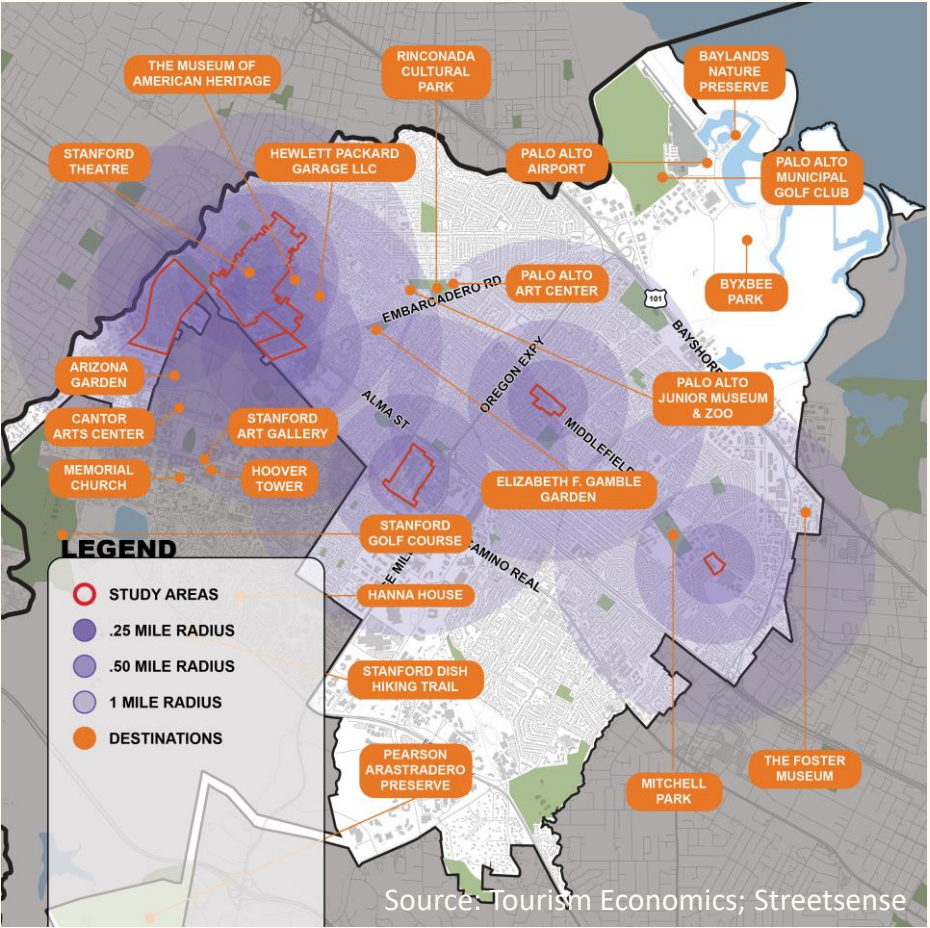 THE MUSEUM OF
AMERICAN HERITAGE
RINCONADA
CULTURAL
PARK
BAYLANDS
NATURE
PRESERVE
STANFORD
THEATRE
HEWLETT PACKARD
GARAGE LLC
PALO ALTO
AIRPORT
PALO ALTO
MUNICIPAL
GOLF CLUB
EMBARCADERO RD
PALO ALTO
ART CENTER
BYXBEE
PARK
101
BAYSHORE
OREGON EXPY
ARIZONA
GARDEN
ALMA ST
PALO ALTO
JUNIOR MUSEUM
& ZOO
CANTOR
ARTS CENTER
STANFORD
ART GALLERY
MIDDLEFIELD
MEMORIAL
CHURCH
HOOVER
TOWER
ELIZABETH F. GAMBLE
GARDEN
STANFORD
GOLF COURSE
CAMINO REAL
LEGEND
STUDY AREAS
.25 MILE RADIUS
.50 MILE RADIUS
1 MILE RADIUS
DESTINATIONS
HANNA HOUSE
STANFORD DISH
HIKING TRAIL
PEARSON
ARASTRADERO
PRESERVE
MITCHELL
PARK
THE FOSTER
MUSEUM
Source: Tourism Economics; Streetsense